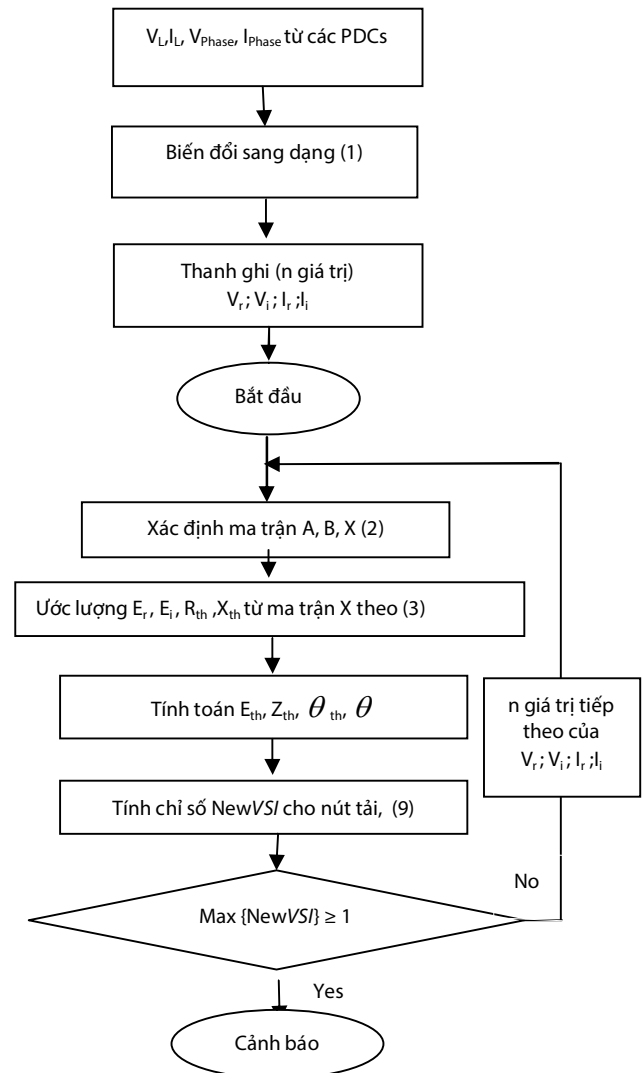 V_L,I_L, V_Phase, I_Phase từ các PDCs
Biến đổi sang dạng (1)
Thanh ghi (n giá trị)
V_r ; V_i ; I_r ;I_i
Bắt đầu
Xác định ma trận A, B, X (2)
Ước lượng E_r , E_i , R_th ,X_th từ ma trận X theo (3)
Tính toán E_th, Z_th, θ_th, θ
n giá trị tiếp
theo của
V_r ; V_i ; I_r ;I_i
Tính chỉ số NewVSI cho nút tải, (9)
No
Max {NewVSI} ≥ 1
Yes
Cảnh báo